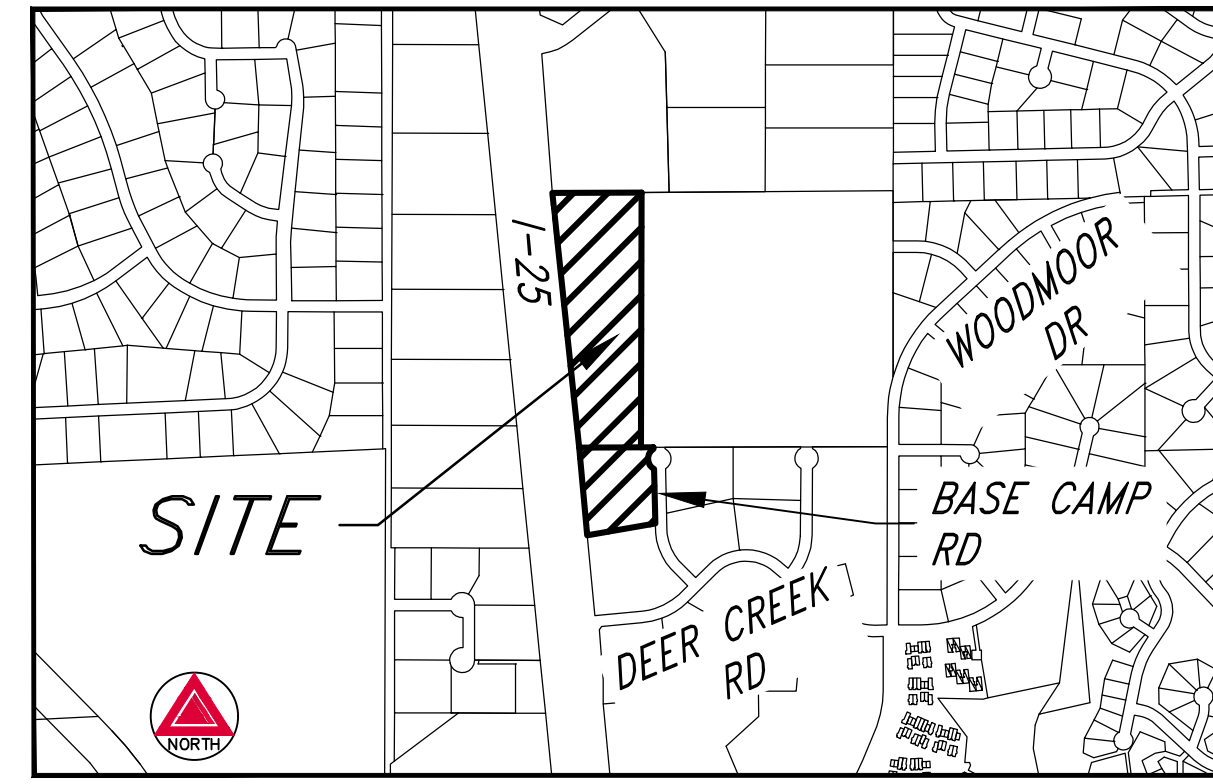 I-25
WOODMOOR
DR
SITE
BASE CAMP
RD
DEER CREEK
RD
NORTH